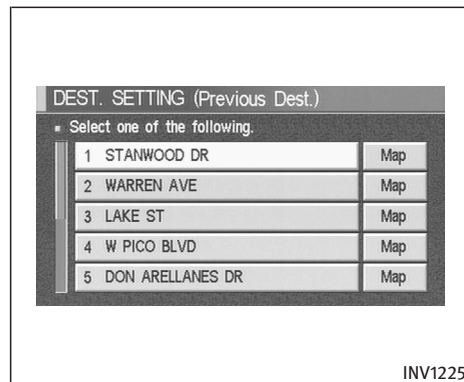 DEST. SETTING (Previous Dest.)
Select one of the following.
1 STANWOOD DR Map
2 WARREN AVE Map
3 LAKE ST Map
4 W PICO BLVD Map
5 DON ARELLANES DR Map
INV1225